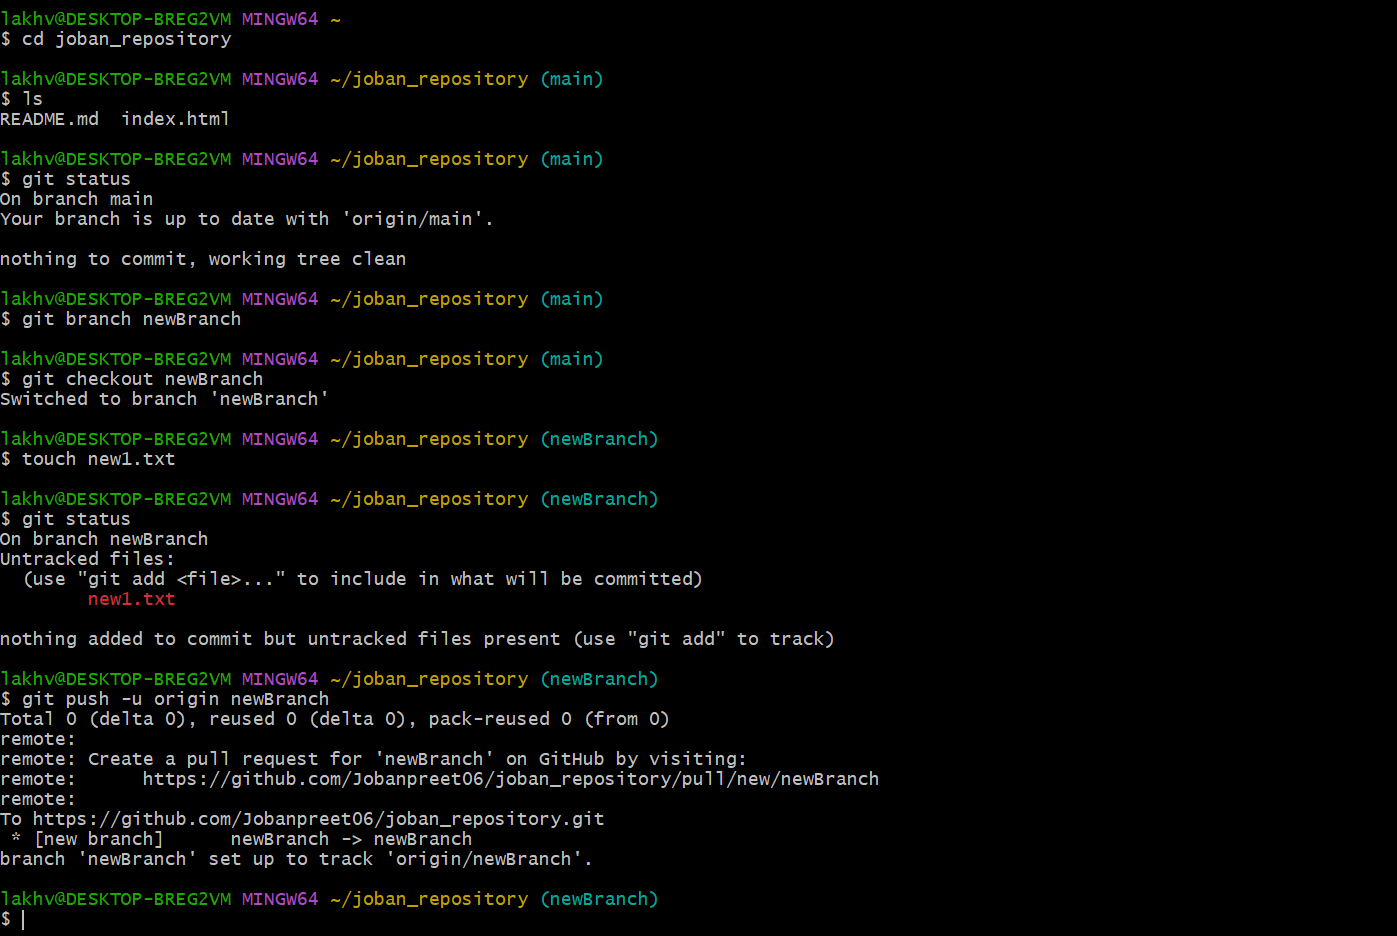 lakhv@DESKTOP-BREG2VM MINGW64 ~
$ cd joban_repository
lakhv@DESKTOP-BREG2VM MINGW64 ~/joban_repository (main)
$ ls
README.md  index.html
lakhv@DESKTOP-BREG2VM MINGW64 ~/joban_repository (main)
$ git status
On branch main
Your branch is up to date with 'origin/main'.
nothing to commit, working tree clean
lakhv@DESKTOP-BREG2VM MINGW64 ~/joban_repository (main)
$ git branch newBranch
lakhv@DESKTOP-BREG2VM MINGW64 ~/joban_repository (main)
$ git checkout newBranch
Switched to branch 'newBranch'
lakhv@DESKTOP-BREG2VM MINGW64 ~/joban_repository (newBranch)
$ touch new1.txt
lakhv@DESKTOP-BREG2VM MINGW64 ~/joban_repository (newBranch)
$ git status
On branch newBranch
Untracked files:
  (use "git add <file>..." to include in what will be committed)
        new1.txt
nothing added to commit but untracked files present (use "git add" to track)
lakhv@DESKTOP-BREG2VM MINGW64 ~/joban_repository (newBranch)
$ git push -u origin newBranch
Total 0 (delta 0), reused 0 (delta 0), pack-reused 0 (from 0)
remote:
remote: Create a pull request for 'newBranch' on GitHub by visiting:
remote:      https://github.com/Jobanpreet06/joban_repository/pull/new/newBranch
remote:
To https://github.com/Jobanpreet06/joban_repository.git
 * [new branch]      newBranch -> newBranch
branch 'newBranch' set up to track 'origin/newBranch'.
lakhv@DESKTOP-BREG2VM MINGW64 ~/joban_repository (newBranch)
$